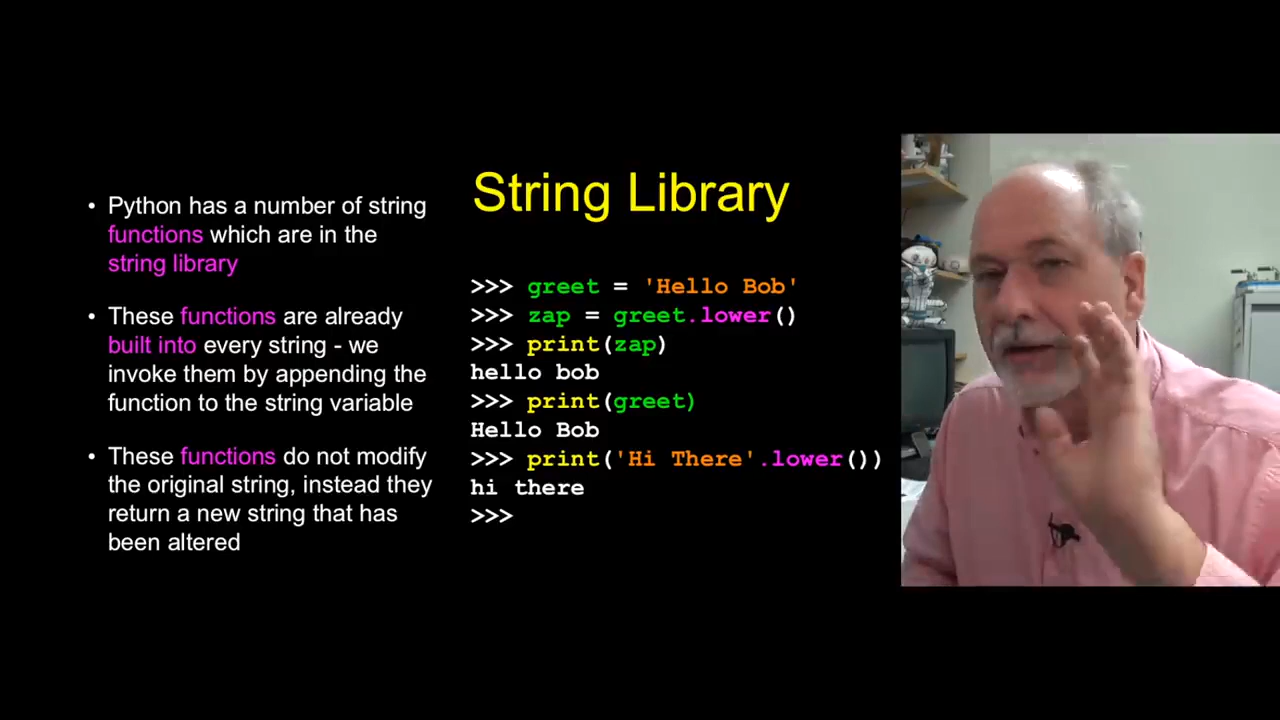 String Library
• Python has a number of string
functions which are in the
string library
• These functions are already
built into every string - we
invoke them by appending the
function to the string variable
• These functions do not modify
the original string, instead they
return a new string that has
been altered
>>> greet = 'Hello Bob'
>>> zap = greet.lower()
>>> print(zap)
hello bob
>>> print(greet)
Hello Bob
>>> print('Hi There'.lower())
hi there
>>>